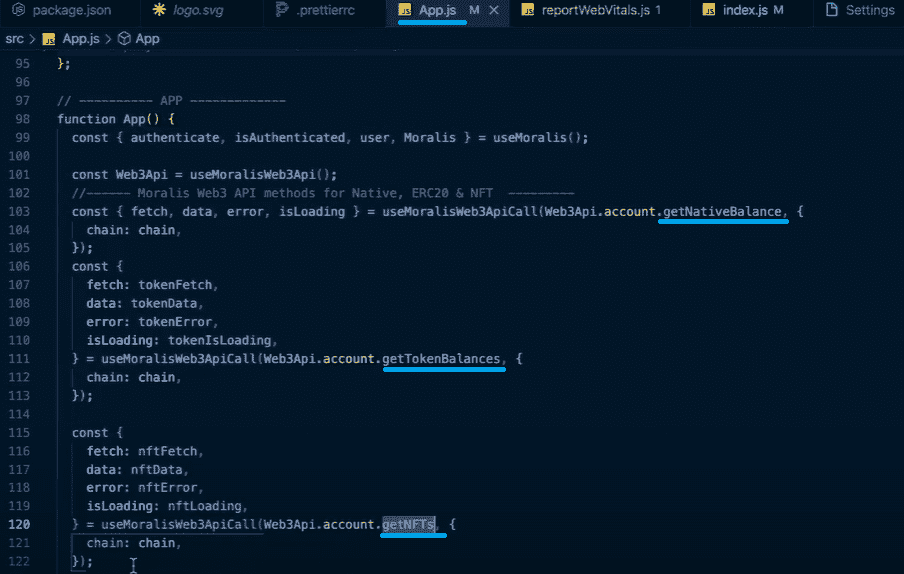 package.json logo.svg .prettierrc JS App.js M JS reportWebVitals.js 1 JS index.js M Settings
src > JS App.js > App
95 };
96
97 // ---------- APP -------------
98 function App() {
99 const { authenticate, isAuthenticated, user, Moralis } = useMoralis();
100
101 const Web3Api = useMoralisWeb3Api();
102 //------ Moralis Web3 API methods for Native, ERC20 & NFT ---------
103 const { fetch, data, error, isLoading } = useMoralisWeb3ApiCall(Web3Api.account.getNativeBalance, {
104 chain: chain,
105 });
106 const {
107 fetch: tokenFetch,
108 data: tokenData,
109 error: tokenError,
110 isLoading: tokenIsLoading,
111 } = useMoralisWeb3ApiCall(Web3Api.account.getTokenBalances, {
112 chain: chain,
113 });
114
115 const {
116 fetch: nftFetch,
117 data: nftData,
118 error: nftError,
119 isLoading: nftLoading,
120 } = useMoralisWeb3ApiCall(Web3Api.account.getNFTs, {
121 chain: chain,
122 });